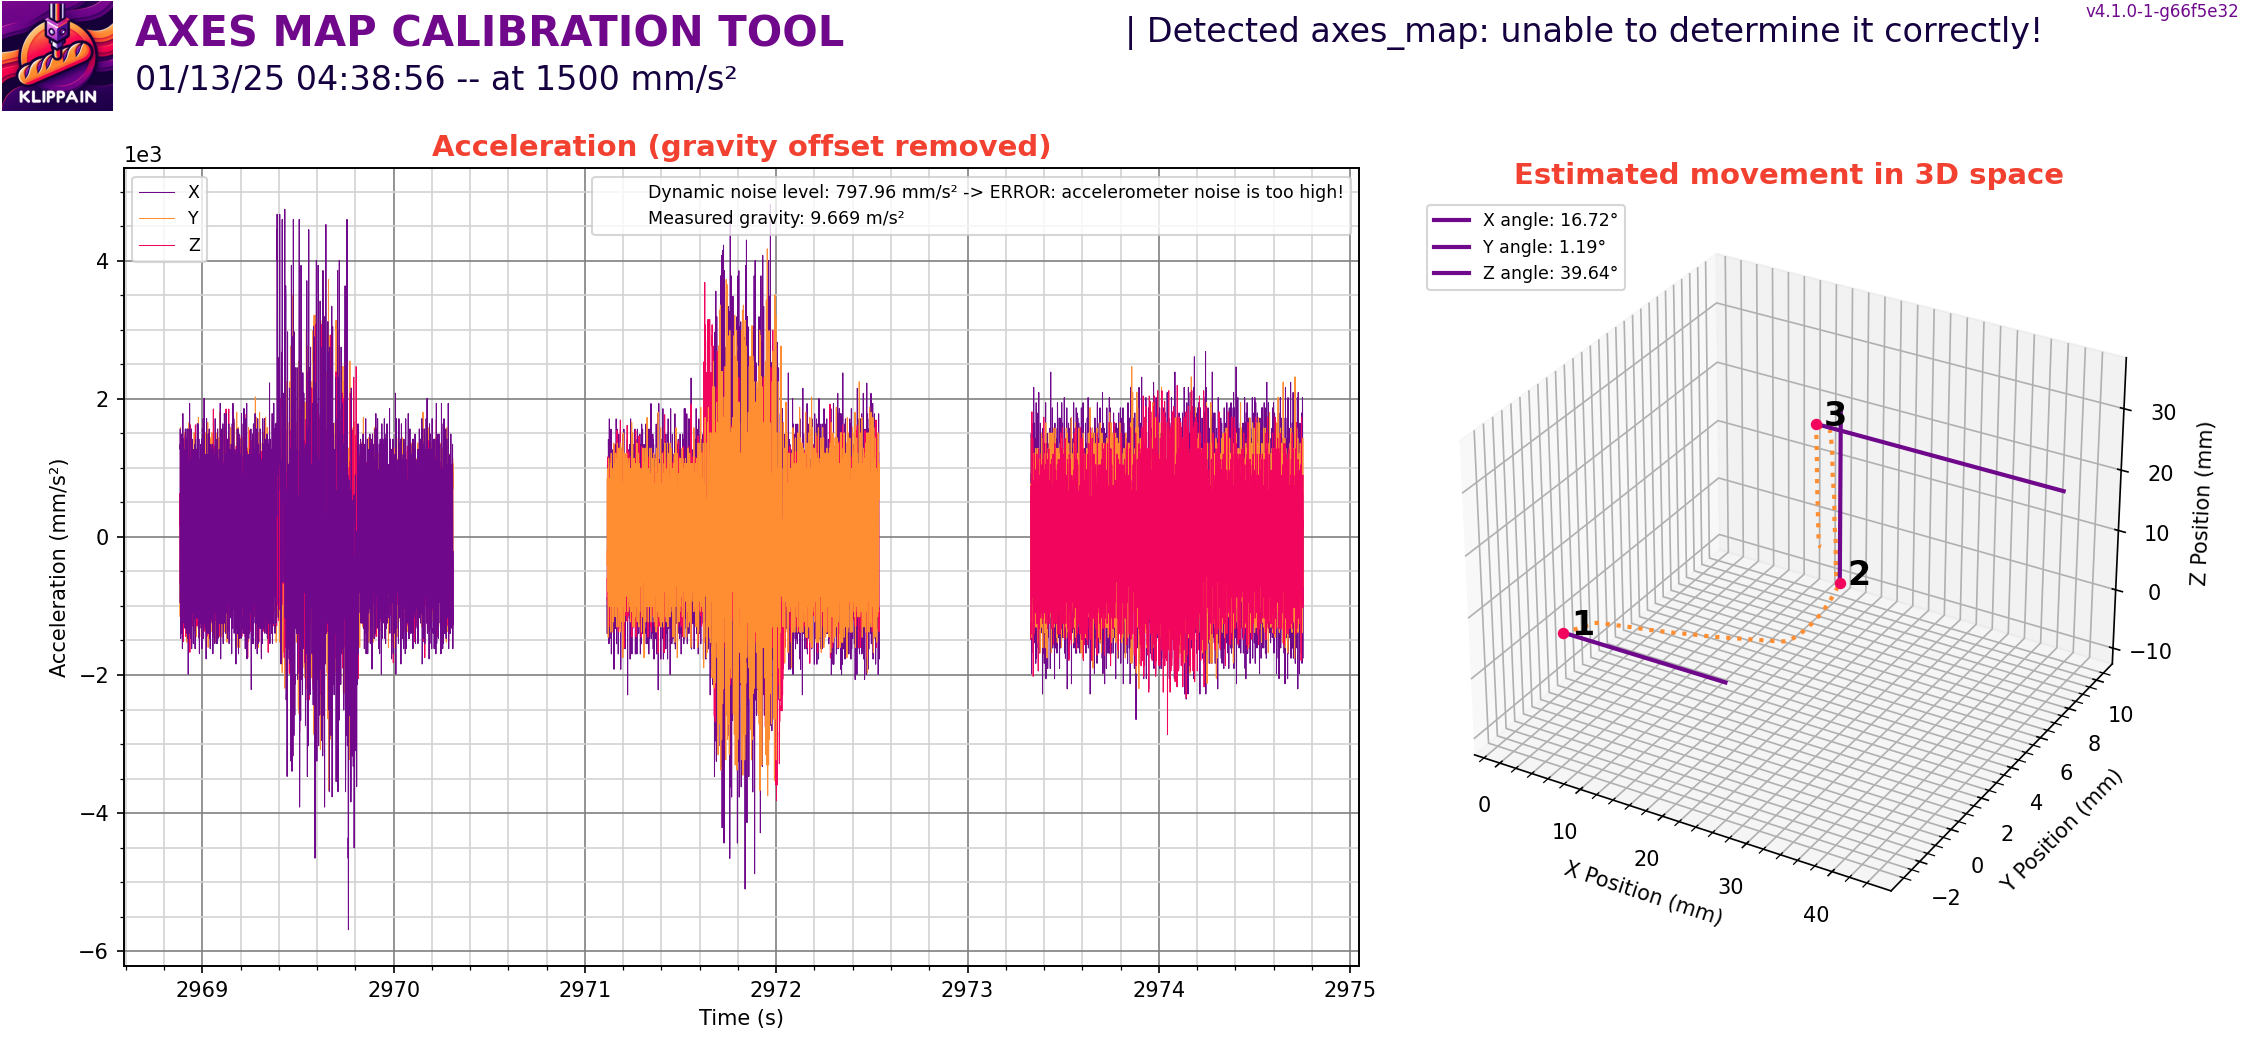 KLIPPAIN
AXES MAP CALIBRATION TOOL
01/13/25 04:38:56 -- at 1500 mm/s²
| Detected axes_map: unable to determine it correctly!
v4.1.0-1-g66f5e32
Acceleration (gravity offset removed)
1e3
X
Y
Z
Dynamic noise level: 797.96 mm/s² -> ERROR: accelerometer noise is too high!
Measured gravity: 9.669 m/s²
Acceleration (mm/s²)
4
2
0
−2
−4
−6
2969
2970
2971
2972
2973
2974
2975
Time (s)
Estimated movement in 3D space
X angle: 16.72°
Y angle: 1.19°
Z angle: 39.64°
1
2
3
0
10
20
30
40
X Position (mm)
−2
0
2
4
6
8
10
Y Position (mm)
−10
0
10
20
30
Z Position (mm)